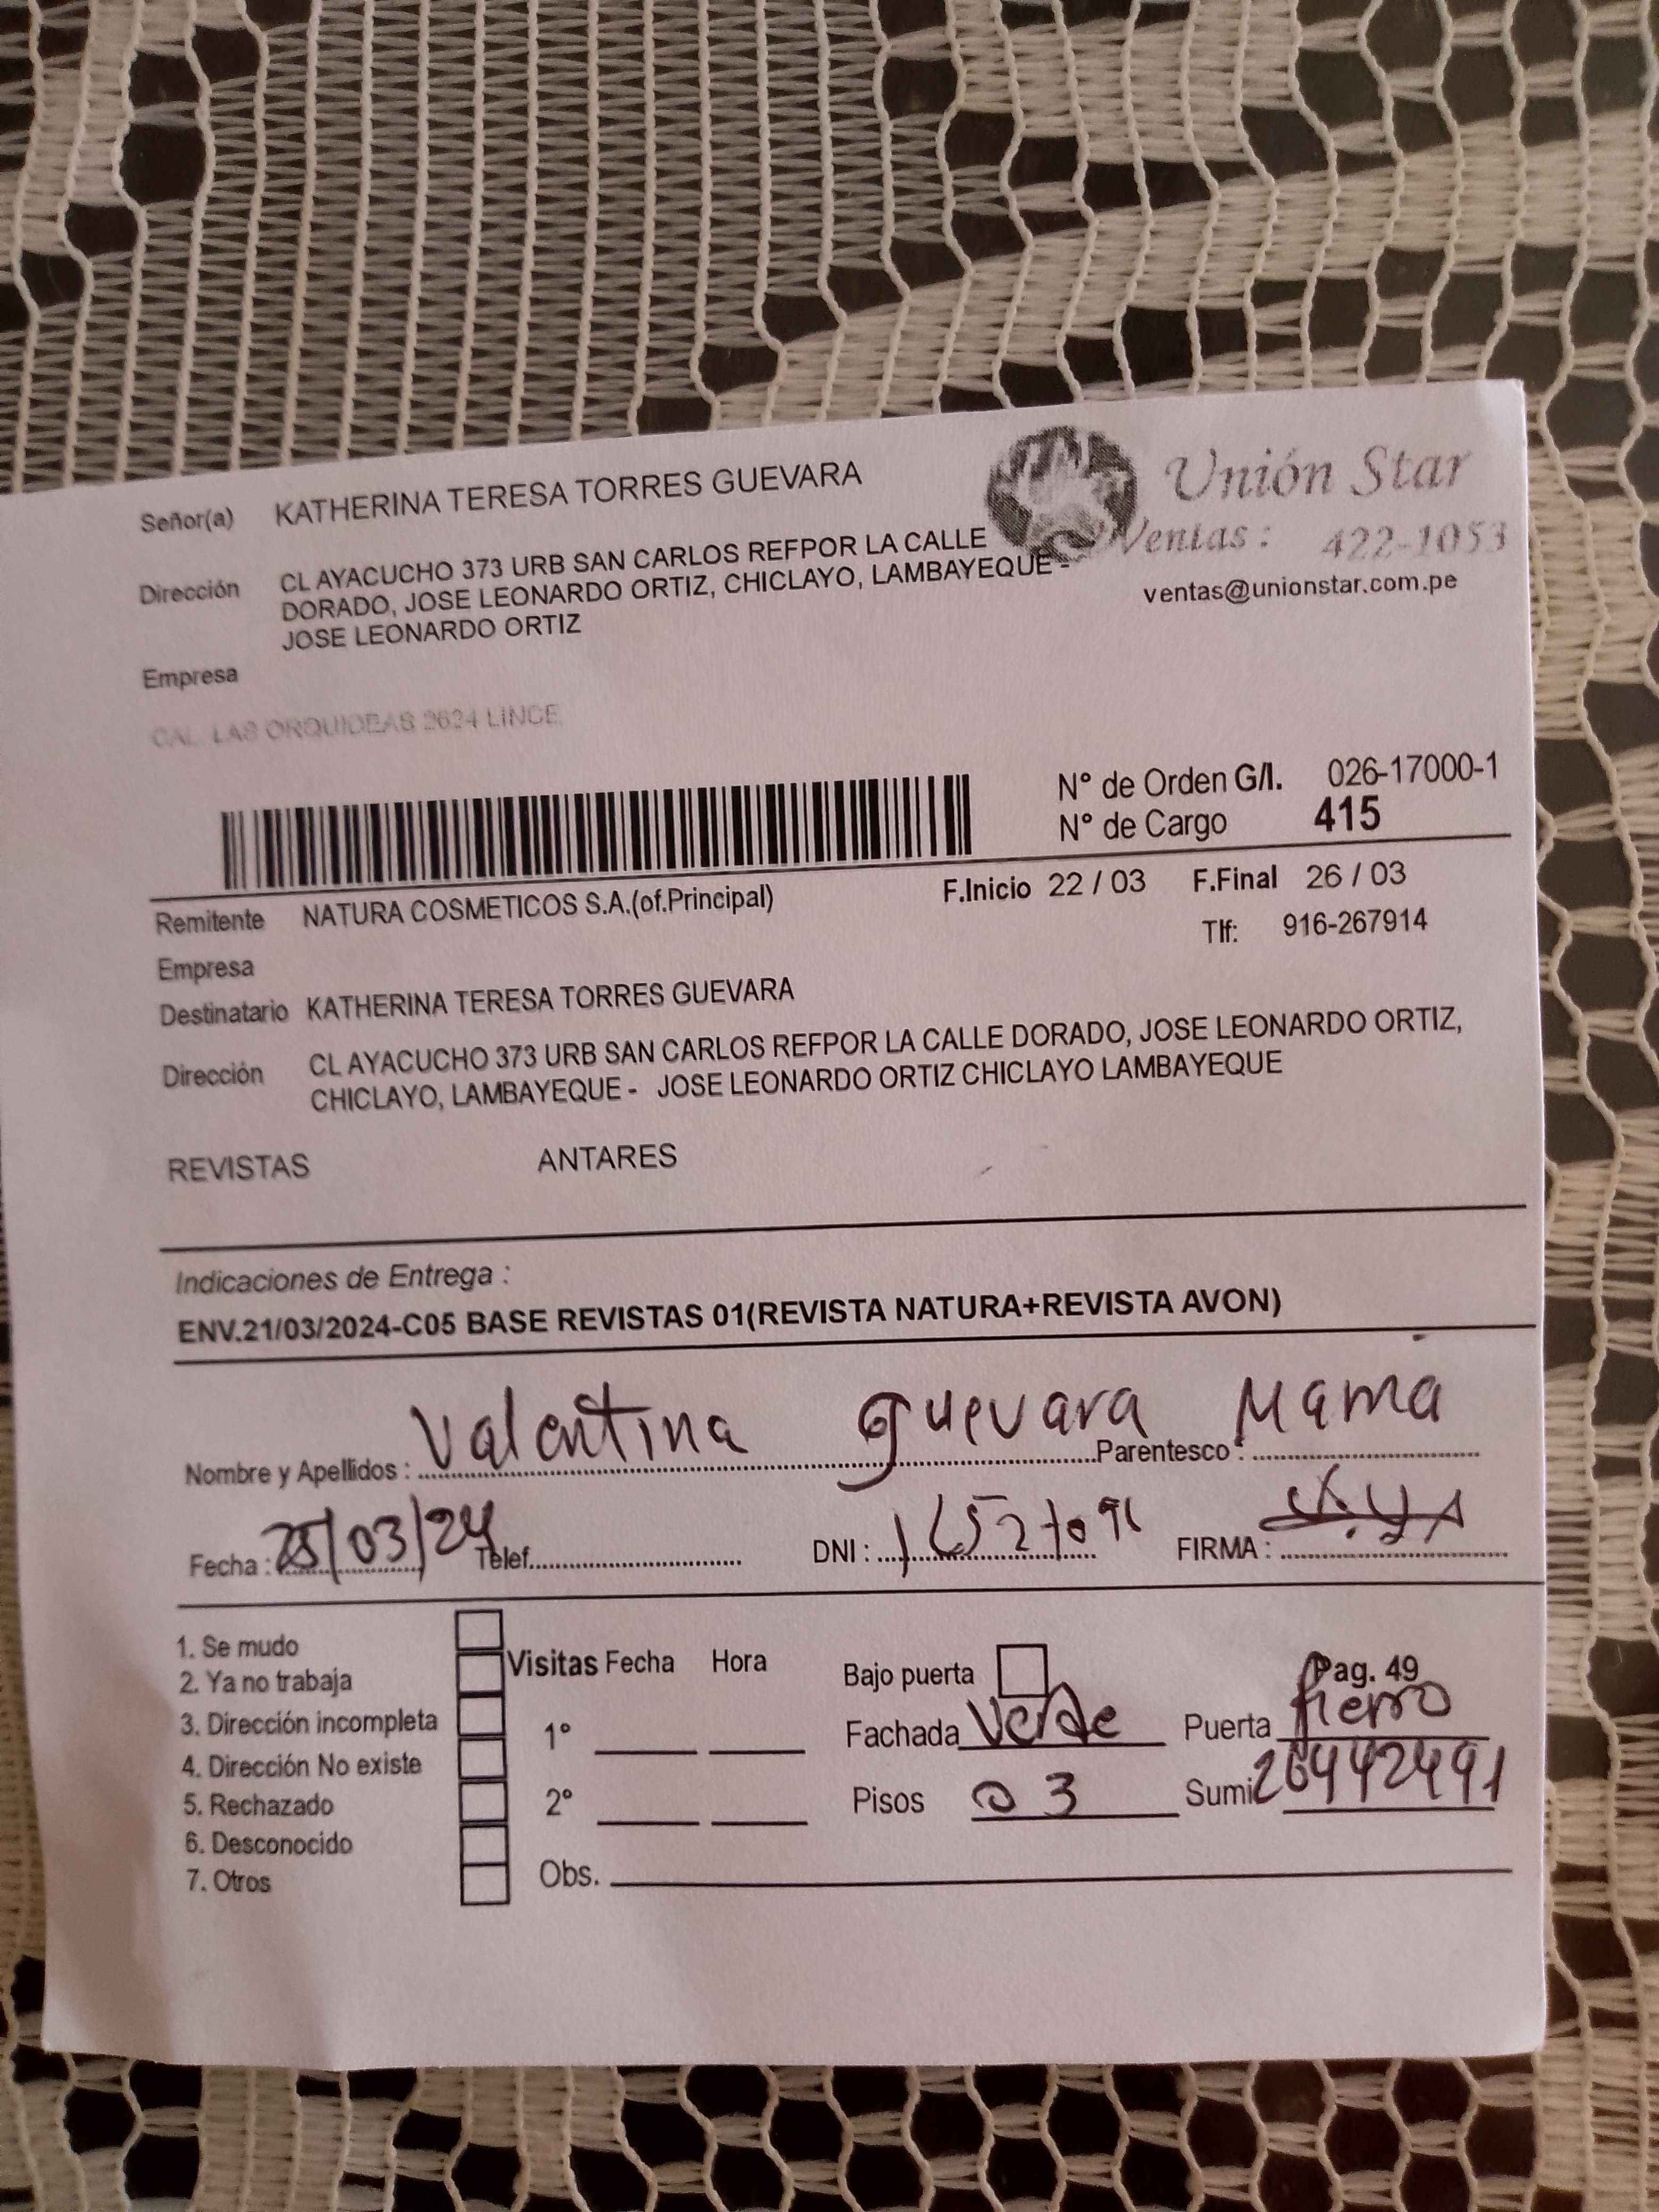 Señor(a) KATHERINA TERESA TORRES GUEVARA
Unión Star
Ventas : 422-1053
ventas@unionstar.com.pe
Dirección CL AYACUCHO 373 URB SAN CARLOS REFPOR LA CALLE
DORADO, JOSE LEONARDO ORTIZ, CHICLAYO, LAMBAYEQUE -
JOSE LEONARDO ORTIZ
Empresa
CAL. LAS ORQUIDEAS 2624 LINCE
N° de Orden G/I. 026-17000-1
N° de Cargo 415
Remitente NATURA COSMETICOS S.A.(of.Principal) F.Inicio 22 / 03 F.Final 26 / 03
Tlf: 916-267914
Empresa
Destinatario KATHERINA TERESA TORRES GUEVARA
Dirección CL AYACUCHO 373 URB SAN CARLOS REFPOR LA CALLE DORADO, JOSE LEONARDO ORTIZ,
CHICLAYO, LAMBAYEQUE - JOSE LEONARDO ORTIZ CHICLAYO LAMBAYEQUE
REVISTAS ANTARES
Indicaciones de Entrega :
ENV.21/03/2024-C05 BASE REVISTAS 01(REVISTA NATURA+REVISTA AVON)
Nombre y Apellidos : Valentina guevara Parentesco : Mamá
Fecha : 25/03/24 Telef. DNI : FIRMA :
1. Se mudo
2. Ya no trabaja
3. Dirección incompleta
4. Dirección No existe
5. Rechazado
6. Desconocido
7. Otros
Visitas Fecha Hora
1°
2°
Obs.
Bajo puerta Pag. 49
Fachada Verde Puerta fierro
Pisos 03 Sumi 26442491